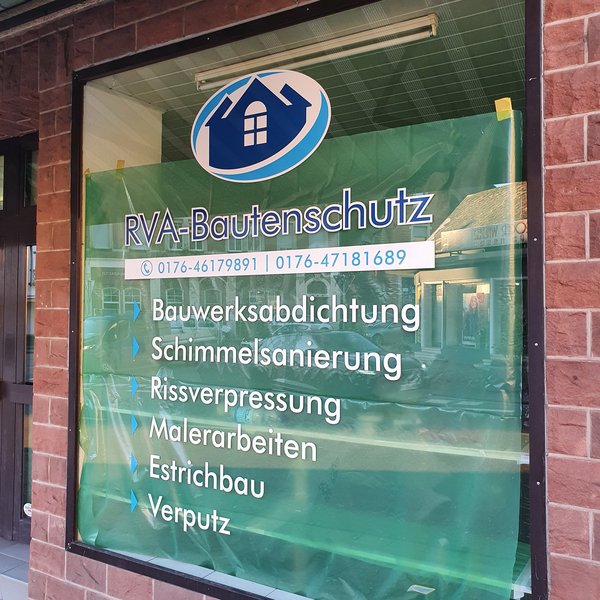 RVA-Bautenschutz
0176-46179891 | 0176-47181689
Bauwerksabdichtung
Schimmelsanierung
Rissverpressung
Malerarbeiten
Estrichbau
Verputz